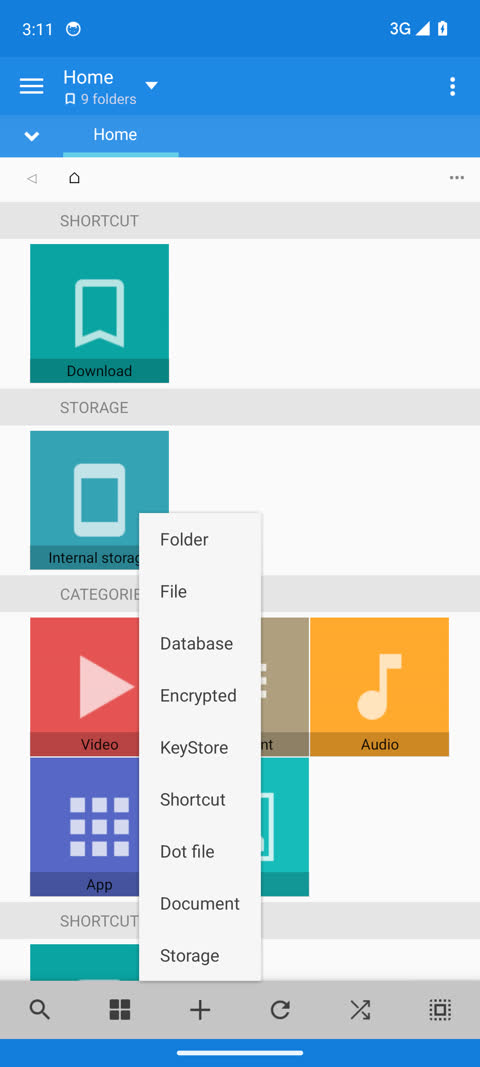 3:11
3G
Home
9 folders
Home
SHORTCUT
Download
STORAGE
Internal storag
CATEGORIE
Video
nt
Audio
App
SHORTCUT
Folder
File
Database
Encrypted
KeyStore
Shortcut
Dot file
Document
Storage